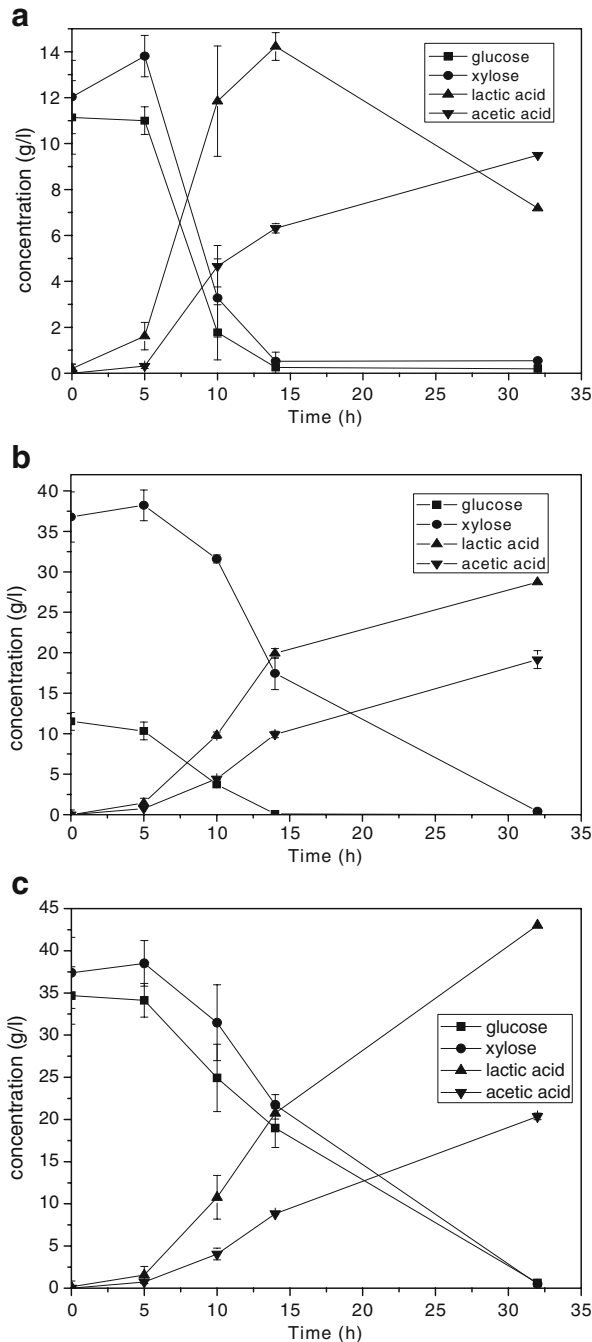 a
14
12
10
8
6
4
2
0
concentration (g/l)
glucose
xylose
lactic acid
acetic acid
0 5 10 15 20 25 30 35
Time (h)
b
40
35
30
25
20
15
10
5
0
concentration (g/l)
glucose
xylose
lactic acid
acetic acid
0 5 10 15 20 25 30 35
Time (h)
c
45
40
35
30
25
20
15
10
5
0
concentration (g/l)
glucose
xylose
lactic acid
acetic acid
0 5 10 15 20 25 30 35
Time (h)